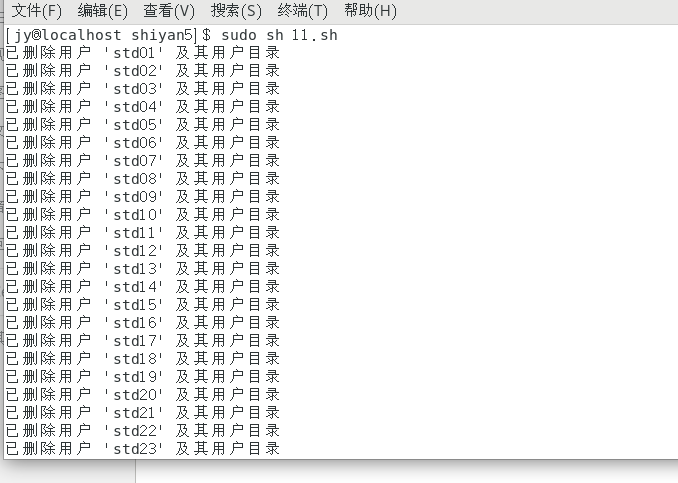 文件(F) 编辑(E) 查看(V) 搜索(S) 终端(T) 帮助(H)
[jy@localhost shiyan5]$ sudo sh 11.sh
已删除用户 'std01' 及其用户目录
已删除用户 'std02' 及其用户目录
已删除用户 'std03' 及其用户目录
已删除用户 'std04' 及其用户目录
已删除用户 'std05' 及其用户目录
已删除用户 'std06' 及其用户目录
已删除用户 'std07' 及其用户目录
已删除用户 'std08' 及其用户目录
已删除用户 'std09' 及其用户目录
已删除用户 'std10' 及其用户目录
已删除用户 'std11' 及其用户目录
已删除用户 'std12' 及其用户目录
已删除用户 'std13' 及其用户目录
已删除用户 'std14' 及其用户目录
已删除用户 'std15' 及其用户目录
已删除用户 'std16' 及其用户目录
已删除用户 'std17' 及其用户目录
已删除用户 'std18' 及其用户目录
已删除用户 'std19' 及其用户目录
已删除用户 'std20' 及其用户目录
已删除用户 'std21' 及其用户目录
已删除用户 'std22' 及其用户目录
已删除用户 'std23' 及其用户目录